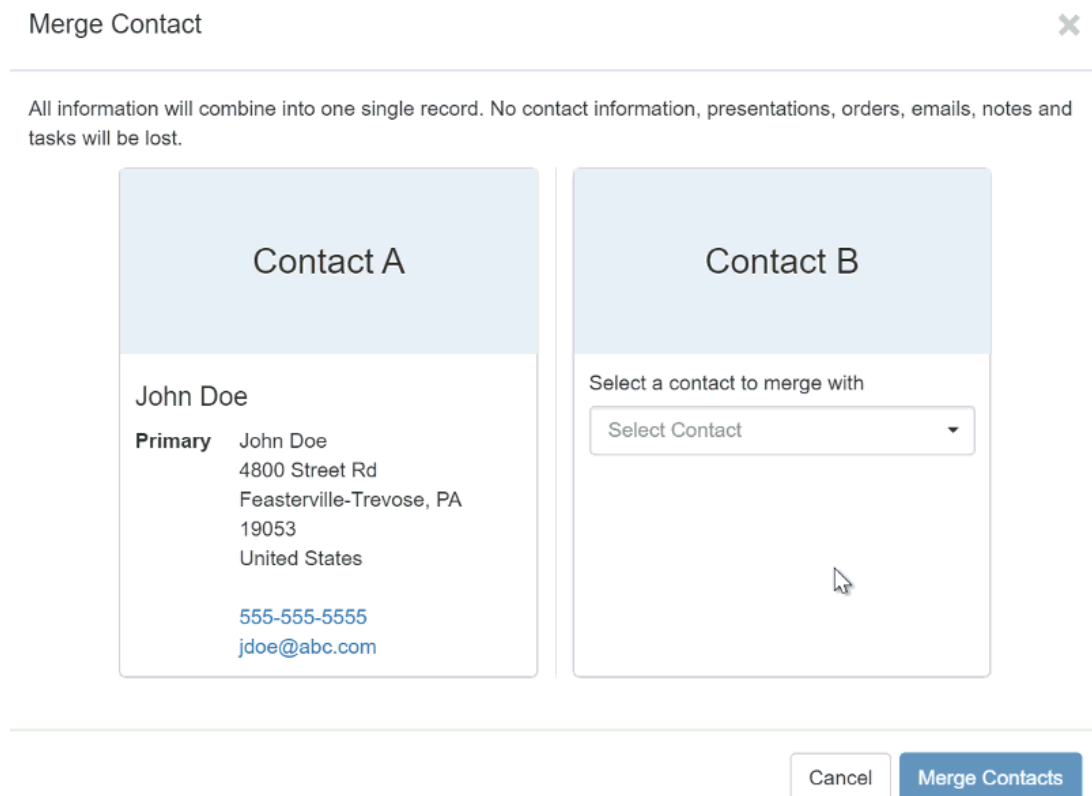 Merge Contact
All information will combine into one single record. No contact information, presentations, orders, emails, notes and
tasks will be lost.
Contact A
John Doe
Primary John Doe
4800 Street Rd
Feasterville-Trevose, PA
19053
United States
555-555-5555
jdoe@abc.com
Contact B
Select a contact to merge with
Select Contact
Cancel Merge Contacts